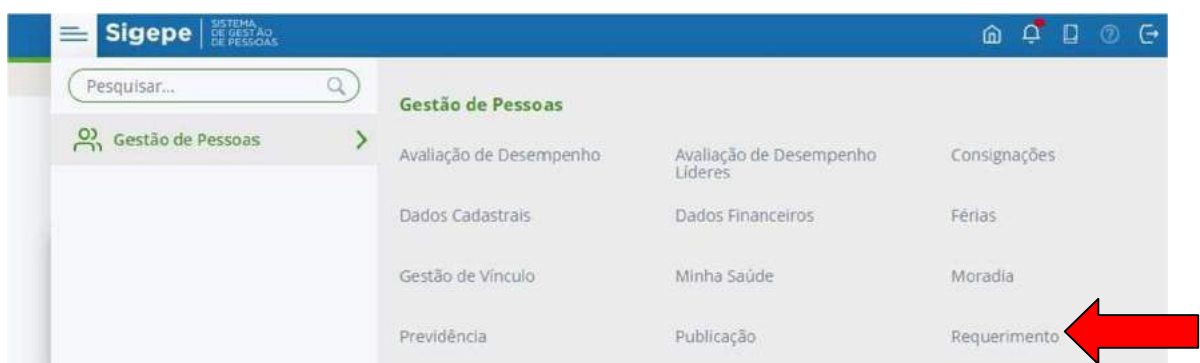 Sigepe
SISTEMA
DE GESTÃO
DE PESSOAS
Pesquisar...
Gestão de Pessoas
Gestão de Pessoas
Avaliação de Desempenho
Avaliação de Desempenho
Líderes
Consignações
Dados Cadastrais
Dados Financeiros
Férias
Gestão de Vínculo
Minha Saúde
Moradia
Previdência
Publicação
Requerimento